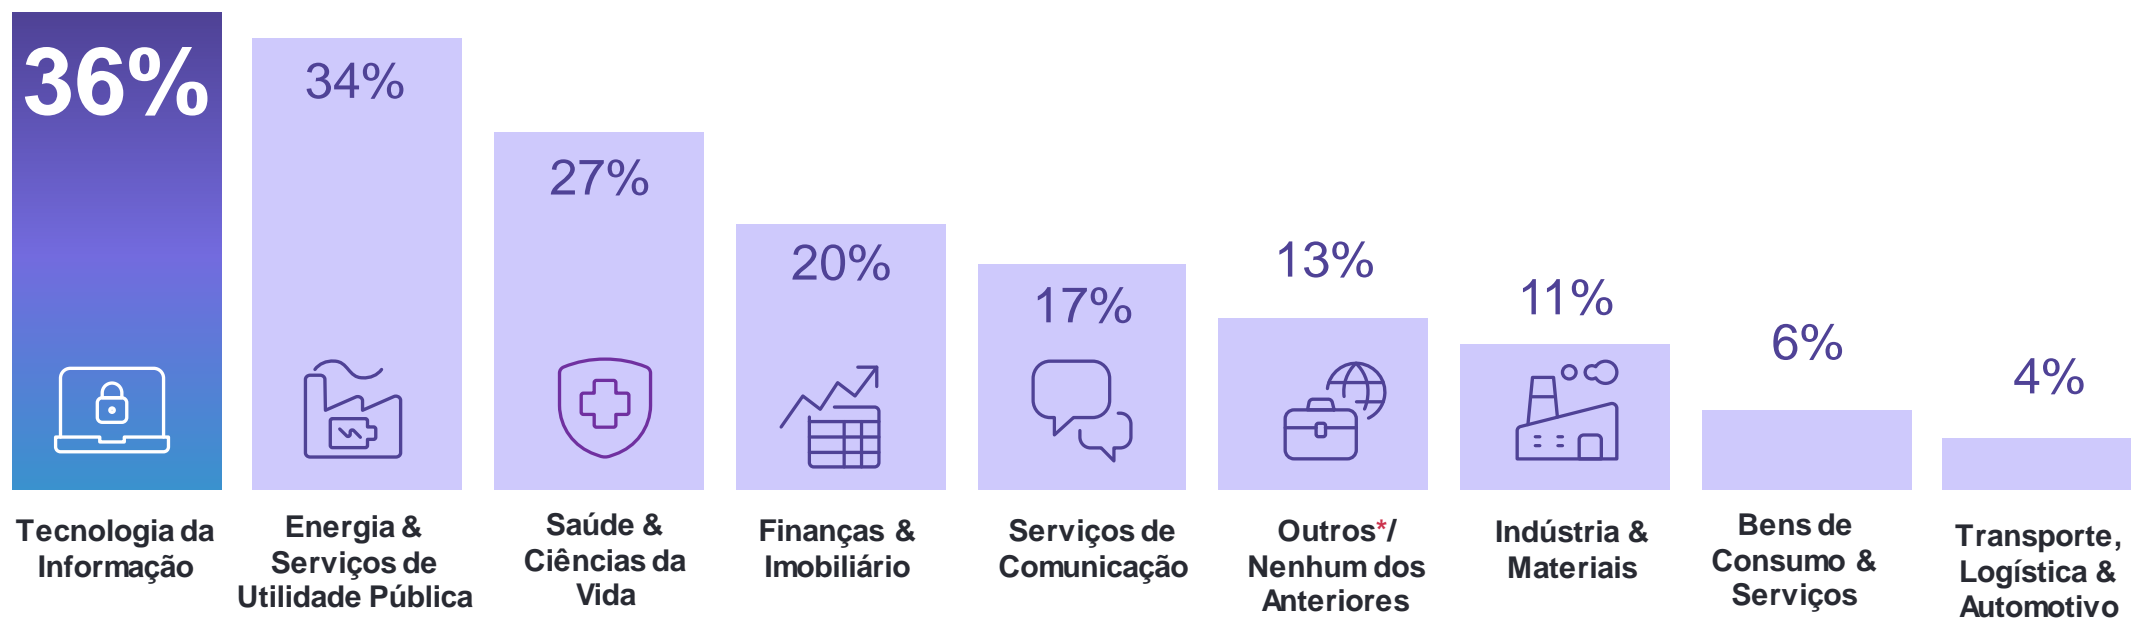 36%
34%
27%
20%
17%
13%
11%
6%
4%
Tecnologia da
Informação
Energia &
Serviços de
Utilidade Pública
Saúde &
Ciências da
Vida
Finanças &
Imobiliário
Serviços de
Comunicação
Outros*/
Nenhum dos
Anteriores
Indústria &
Materiais
Bens de
Consumo &
Serviços
Transporte,
Logística &
Automotivo